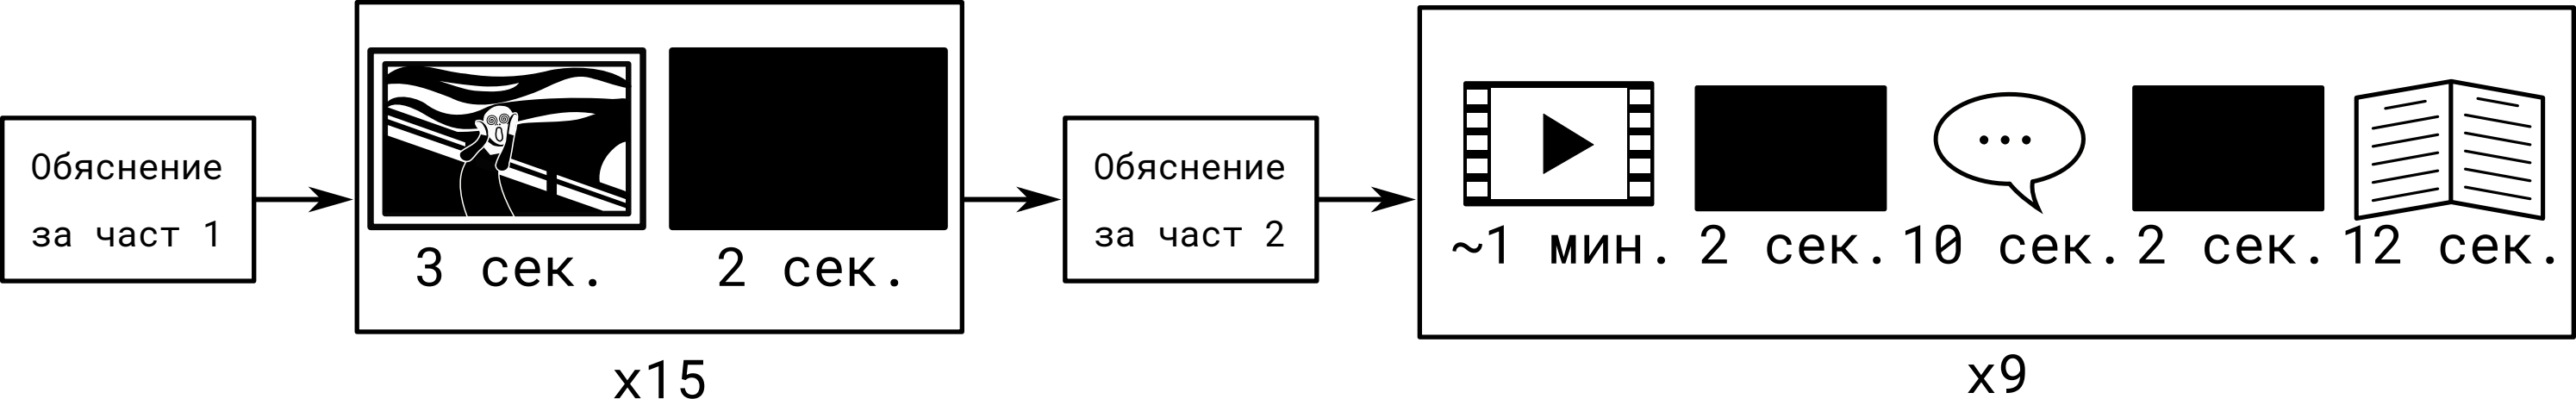 Обяснение
за част 1
3 сек.
2 сек.
x15
Обяснение
за част 2
~1 мин.
2 сек.
10 сек.
2 сек.
12 сек.
x9